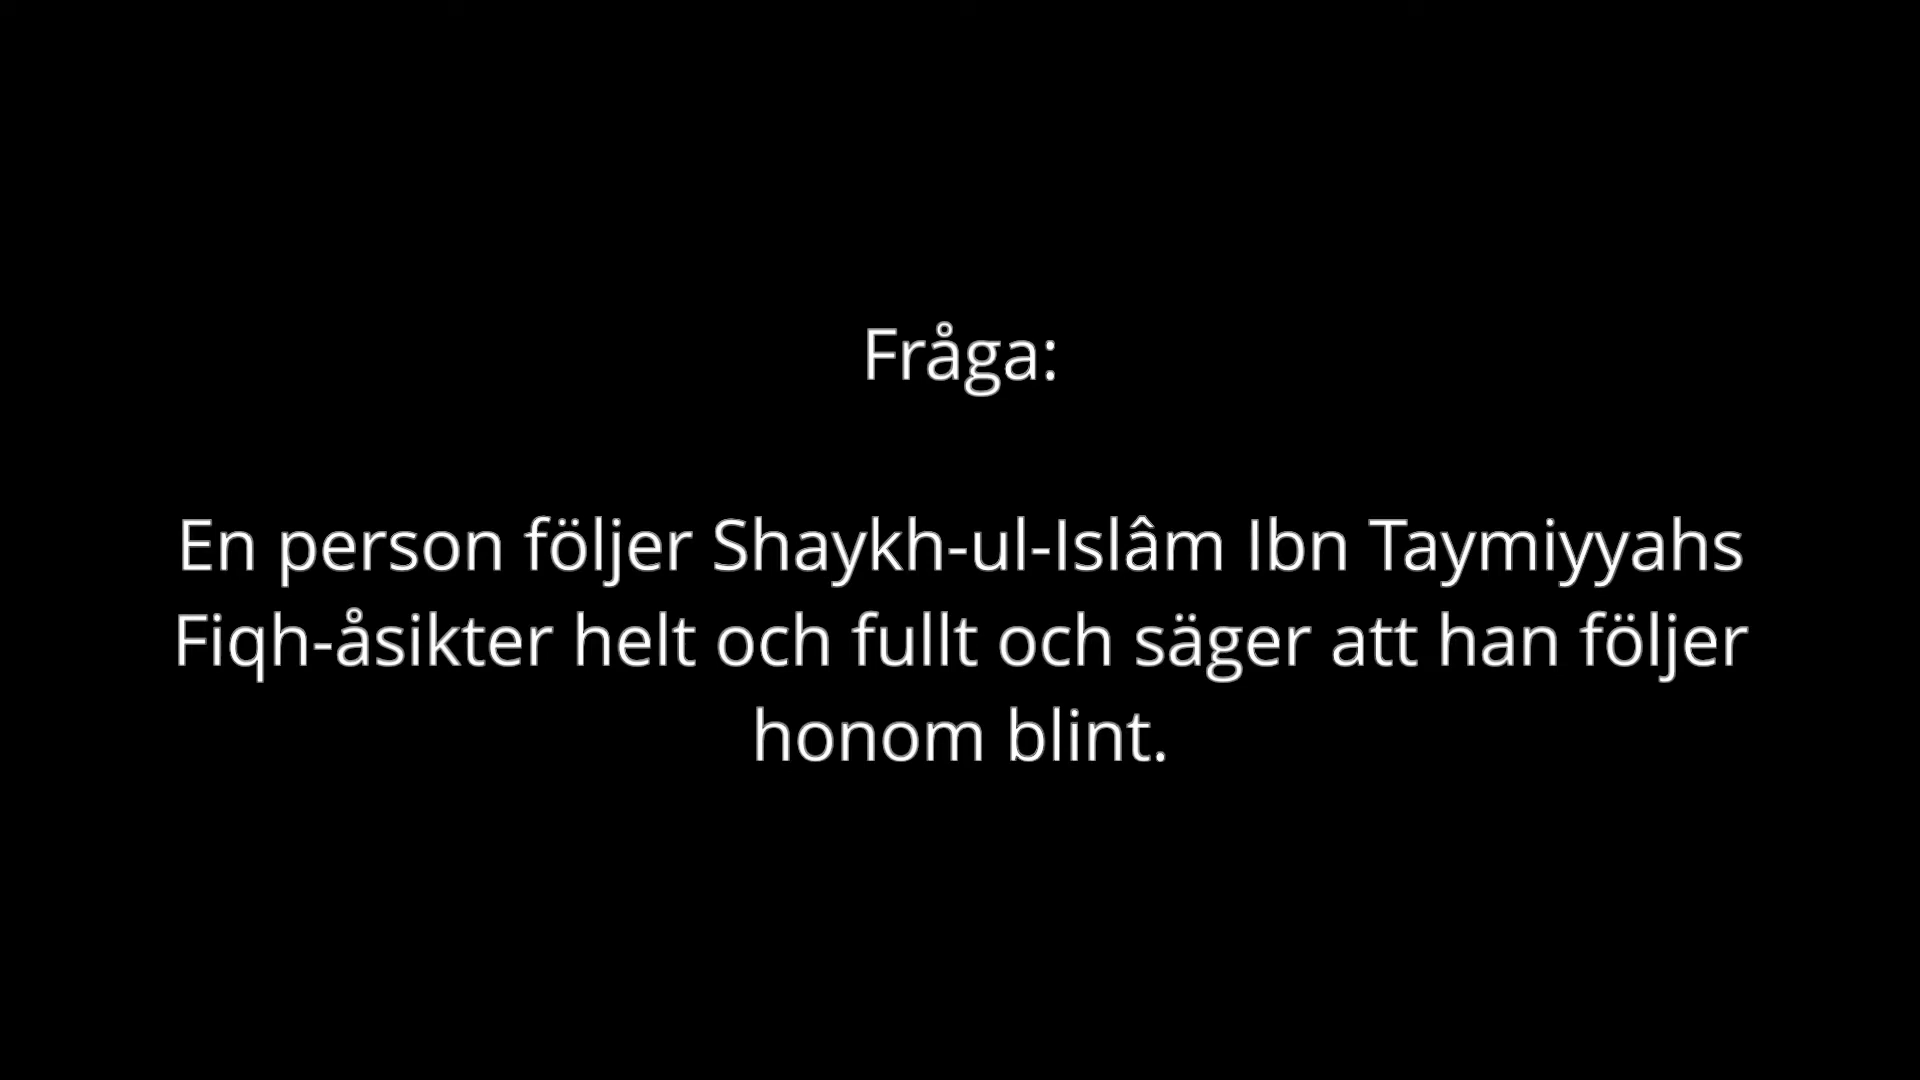 Fråga:
En person följer Shaykh-ul-Islâm Ibn Taymiyyahs
Fiqh-åsikter helt och fullt och säger att han följer
honom blint.